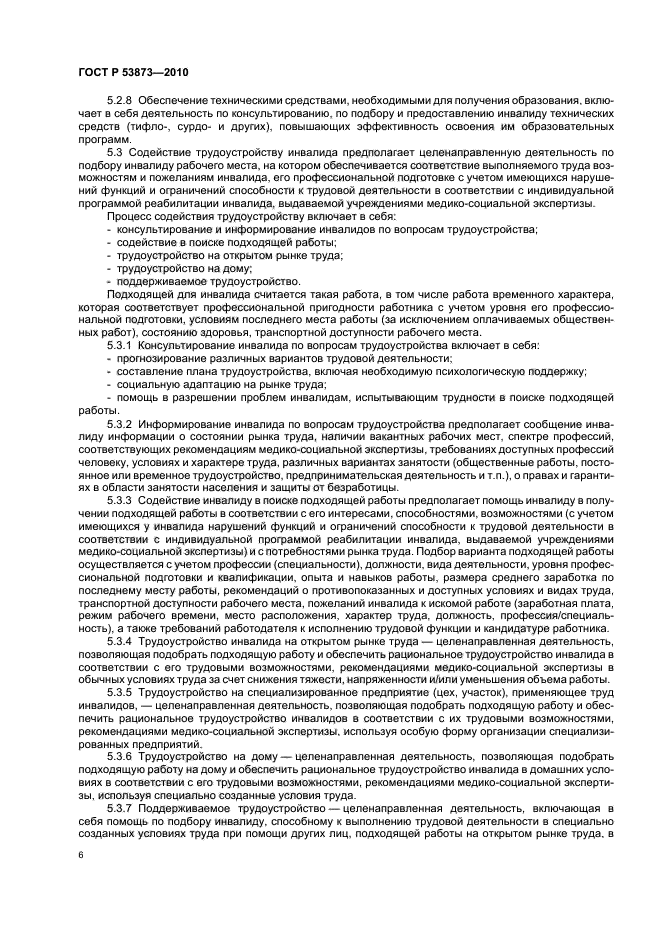 ГОСТ Р 53873—2010
5.2.8 Обеспечение техническими средствами, необходимыми для получения образования, вклю-
чает в себя деятельность по консультированию, по подбору и предоставлению инвалиду технических
средств (тифло-, сурдо- и других), повышающих эффективность освоения им образовательных
программ.
5.3 Содействие трудоустройству инвалида предполагает целенаправленную деятельность по
подбору инвалиду рабочего места, на котором обеспечивается соответствие выполняемого труда воз-
можностям и пожеланиям инвалида, его профессиональной подготовке с учетом имеющихся наруше-
ний функций и ограничений способности к трудовой деятельности в соответствии с индивидуальной
программой реабилитации инвалида, выдаваемой учреждениями медико-социальной экспертизы.
Процесс содействия трудоустройству включает в себя:
- консультирование и информирование инвалидов по вопросам трудоустройства;
- содействие в поиске подходящей работы;
- трудоустройство на открытом рынке труда;
- трудоустройство на дому;
- поддерживаемое трудоустройство.
Подходящей для инвалида считается такая работа, в том числе работа временного характера,
которая соответствует профессиональной пригодности работника с учетом уровня его профессио-
нальной подготовки, условиям последнего места работы (за исключением оплачиваемых обществен-
ных работ), состоянию здоровья, транспортной доступности рабочего места.
5.3.1 Консультирование инвалида по вопросам трудоустройства включает в себя:
- прогнозирование различных вариантов трудовой деятельности;
- составление плана трудоустройства, включая необходимую психологическую поддержку;
- социальную адаптацию на рынке труда;
- помощь в разрешении проблем инвалидам, испытывающим трудности в поиске подходящей
работы.
5.3.2 Информирование инвалида по вопросам трудоустройства предполагает сообщение инва-
лиду информации о состоянии рынка труда, наличии вакантных рабочих мест, спектре профессий,
соответствующих рекомендациям медико-социальной экспертизы, требованиях доступных профессий
человеку, условиях и характере труда, различных вариантах занятости (общественные работы, посто-
янное или временное трудоустройство, предпринимательская деятельность и т.п.), о правах и гаранти-
ях в области занятости населения и защиты от безработицы.
5.3.3 Содействие инвалиду в поиске подходящей работы предполагает помощь инвалиду в полу-
чении подходящей работы в соответствии с его интересами, способностями, возможностями (с учетом
имеющихся у инвалида нарушений функций и ограничений способности к трудовой деятельности в
соответствии с индивидуальной программой реабилитации инвалида, выдаваемой учреждениями
медико-социальной экспертизы) и с потребностями рынка труда. Подбор варианта подходящей работы
осуществляется с учетом профессии (специальности), должности, вида деятельности, уровня профес-
сиональной подготовки и квалификации, опыта и навыков работы, размера среднего заработка по
последнему месту работы, рекомендаций о противопоказанных и доступных условиях и видах труда,
транспортной доступности рабочего места, пожеланий инвалида к искомой работе (заработная плата,
режим рабочего времени, место расположения, характер труда, должность, профессия/специаль-
ность), а также требований работодателя к исполнению трудовой функции и кандидатуре работника.
5.3.4 Трудоустройство инвалида на открытом рынке труда — целенаправленная деятельность,
позволяющая подобрать подходящую работу и обеспечить рациональное трудоустройство инвалида в
соответствии с его трудовыми возможностями, рекомендациями медико-социальной экспертизы в
обычных условиях труда за счет снижения тяжести, напряженности и/или уменьшения объема работы.
5.3.5 Трудоустройство на специализированное предприятие (цех, участок), применяющее труд
инвалидов, — целенаправленная деятельность, позволяющая подобрать подходящую работу и обес-
печить рациональное трудоустройство инвалидов в соответствии с их трудовыми возможностями,
рекомендациями медико-социальной экспертизы, используя особую форму организации специализи-
рованных предприятий.
5.3.6 Трудоустройство на дому — целенаправленная деятельность, позволяющая подобрать
подходящую работу на дому и обеспечить рациональное трудоустройство инвалида в домашних усло-
виях в соответствии с его трудовыми возможностями, рекомендациями медико-социальной эксперти-
зы, используя специально созданные условия труда.
5.3.7 Поддерживаемое трудоустройство — целенаправленная деятельность, включающая в
себя помощь по подбору инвалиду, способному к выполнению трудовой деятельности в специально
созданных условиях труда при помощи других лиц, подходящей работы на открытом рынке труда, в
6